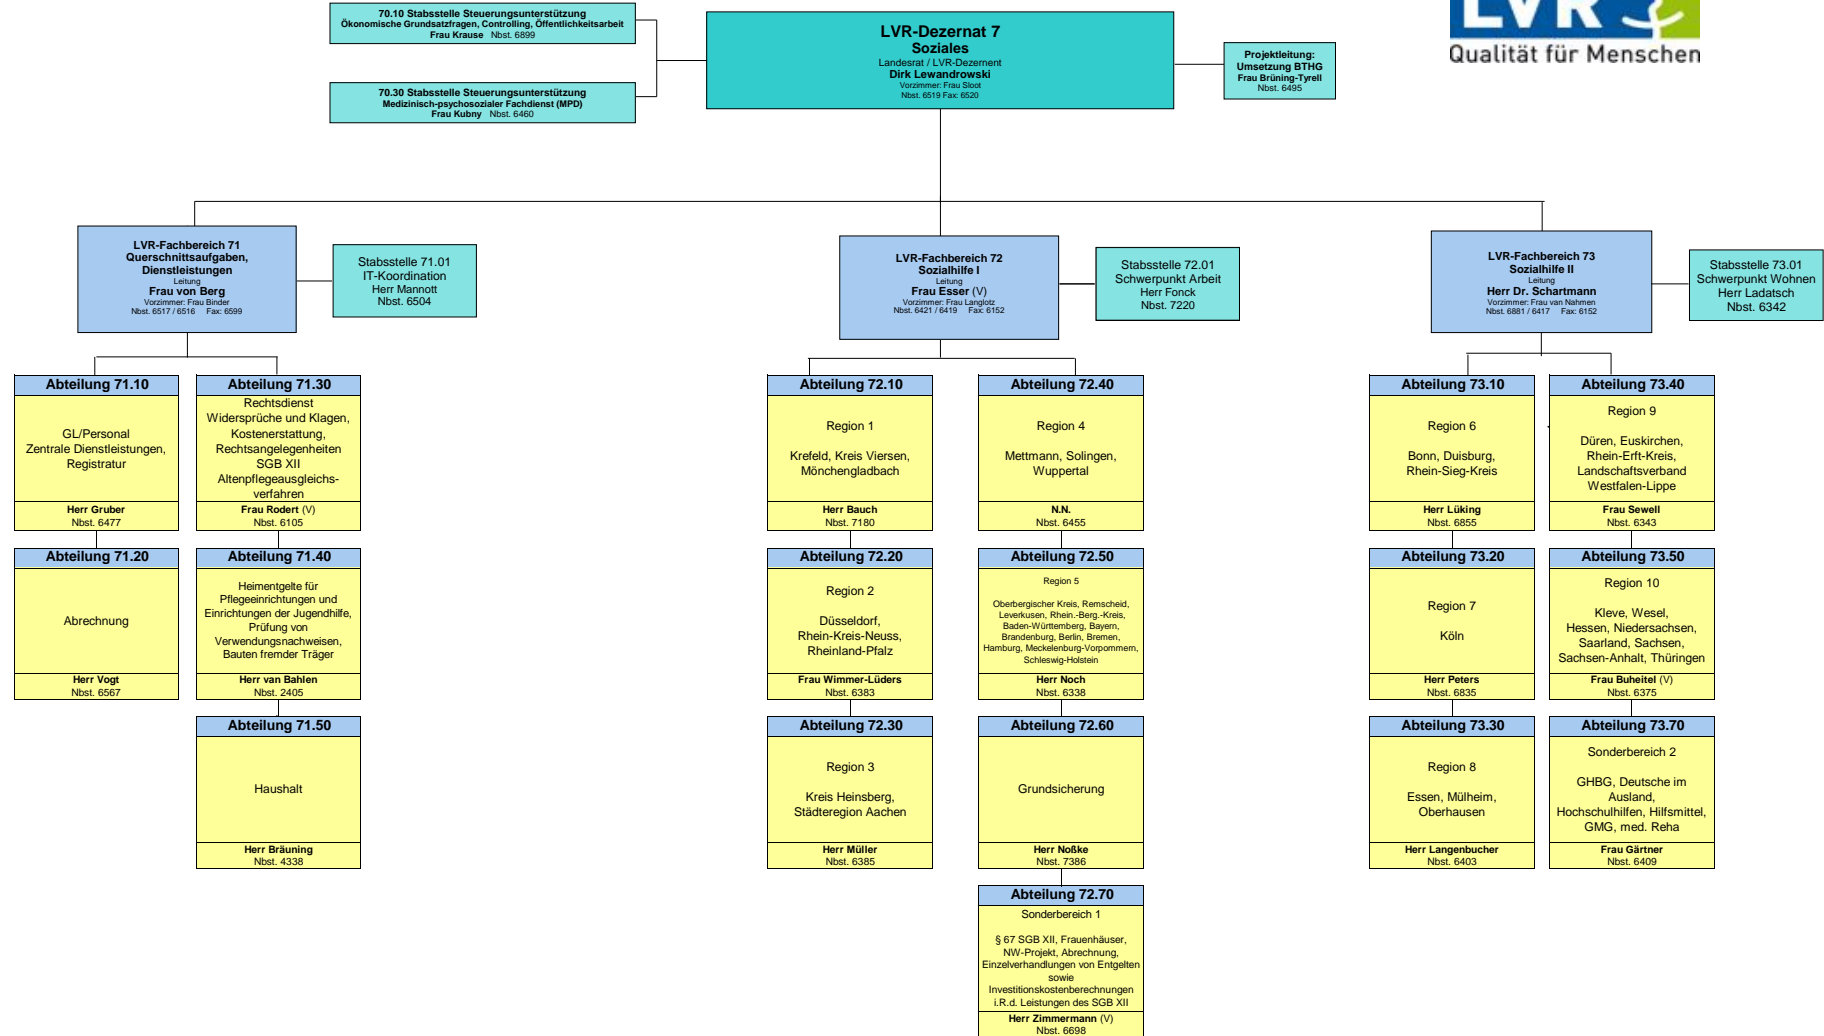 70.10 Stabsstelle Steuerungsunterstützung
Ökonomische Grundsatzfragen, Controlling, Öffentlichkeitsarbeit
Frau Krause Nbst. 6899
70.30 Stabsstelle Steuerungsunterstützung
Medizinisch-psychosozialer Fachdienst (MPD)
Frau Kubny Nbst. 6460
LVR-Dezernat 7
Soziales
Landesrat / LVR-Dezernent
Dirk Lewandrowski
Vorzimmer: Frau Sloot
Nbst. 6519 Fax: 6520
Projektleitung:
Umsetzung BTHG
Frau Brüning-Tyrell
Nbst. 6495
LVR
Qualität für Menschen
LVR-Fachbereich 71
Querschnittsaufgaben,
Dienstleistungen
Leitung
Frau von Berg
Vorzimmer: Frau Binder
Nbst. 6517 / 6516 Fax: 6599
Stabsstelle 71.01
IT-Koordination
Herr Mannott
Nbst. 6504
LVR-Fachbereich 72
Sozialhilfe I
Leitung
Frau Esser (V)
Vorzimmer: Frau Langlotz
Nbst. 6421 / 6419 Fax: 6152
Stabsstelle 72.01
Schwerpunkt Arbeit
Herr Fonck
Nbst. 7220
LVR-Fachbereich 73
Sozialhilfe II
Leitung
Herr Dr. Schartmann
Vorzimmer: Frau van Nahmen
Nbst. 6881 / 6417 Fax: 6152
Stabsstelle 73.01
Schwerpunkt Wohnen
Herr Ladatsch
Nbst. 6342
Abteilung 71.10
GL/Personal
Zentrale Dienstleistungen,
Registratur
Herr Gruber
Nbst. 6477
Abteilung 71.20
Abrechnung
Herr Vogt
Nbst. 6567
Abteilung 71.30
Rechtsdienst
Widersprüche und Klagen,
Kostenerstattung,
Rechtsangelegenheiten
SGB XII
Altenpflegeausgleichs-
verfahren
Frau Rodert (V)
Nbst. 6105
Abteilung 71.40
Heimentgelte für
Pflegeeinrichtungen und
Einrichtungen der Jugendhilfe,
Prüfung von
Verwendungsnachweisen,
Bauten fremder Träger
Herr van Bahlen
Nbst. 2405
Abteilung 71.50
Haushalt
Herr Bräuning
Nbst. 4338
Abteilung 72.10
Region 1
Krefeld, Kreis Viersen,
Mönchengladbach
Herr Bauch
Nbst. 7180
Abteilung 72.20
Region 2
Düsseldorf,
Rhein-Kreis-Neuss,
Rheinland-Pfalz
Frau Wimmer-Lüders
Nbst. 6383
Abteilung 72.30
Region 3
Kreis Heinsberg,
Städteregion Aachen
Herr Müller
Nbst. 6385
Abteilung 72.40
Region 4
Mettmann, Solingen,
Wuppertal
N.N.
Nbst. 6455
Abteilung 72.50
Region 5
Oberbergischer Kreis, Remscheid,
Leverkusen, Rhein.-Berg.-Kreis,
Baden-Württemberg, Bayern,
Brandenburg, Berlin, Bremen,
Hamburg, Meckelenburg-Vorpommern,
Schleswig-Holstein
Herr Noch
Nbst. 6338
Abteilung 72.60
Grundsicherung
Herr Noßke
Nbst. 7386
Abteilung 72.70
Sonderbereich 1
§ 67 SGB XII, Frauenhäuser,
NW-Projekt, Abrechnung,
Einzelverhandlungen von Entgelten
sowie
Investitionskostenberechnungen
i.R.d. Leistungen des SGB XII
Herr Zimmermann (V)
Nbst. 6698
Abteilung 73.10
Region 6
Bonn, Duisburg,
Rhein-Sieg-Kreis
Herr Lüking
Nbst. 6855
Abteilung 73.20
Region 7
Köln
Herr Peters
Nbst. 6835
Abteilung 73.30
Region 8
Essen, Mülheim,
Oberhausen
Herr Langenbucher
Nbst. 6403
Abteilung 73.40
Region 9
Düren, Euskirchen,
Rhein-Erft-Kreis,
Landschaftsverband
Westfalen-Lippe
Frau Sewell
Nbst. 6343
Abteilung 73.50
Region 10
Kleve, Wesel,
Hessen, Niedersachsen,
Saarland, Sachsen,
Sachsen-Anhalt, Thüringen
Frau Buheitel (V)
Nbst. 6375
Abteilung 73.70
Sonderbereich 2
GHBG, Deutsche im
Ausland,
Hochschulhilfen, Hilfsmittel,
GMG, med. Reha
Frau Gärtner
Nbst. 6409